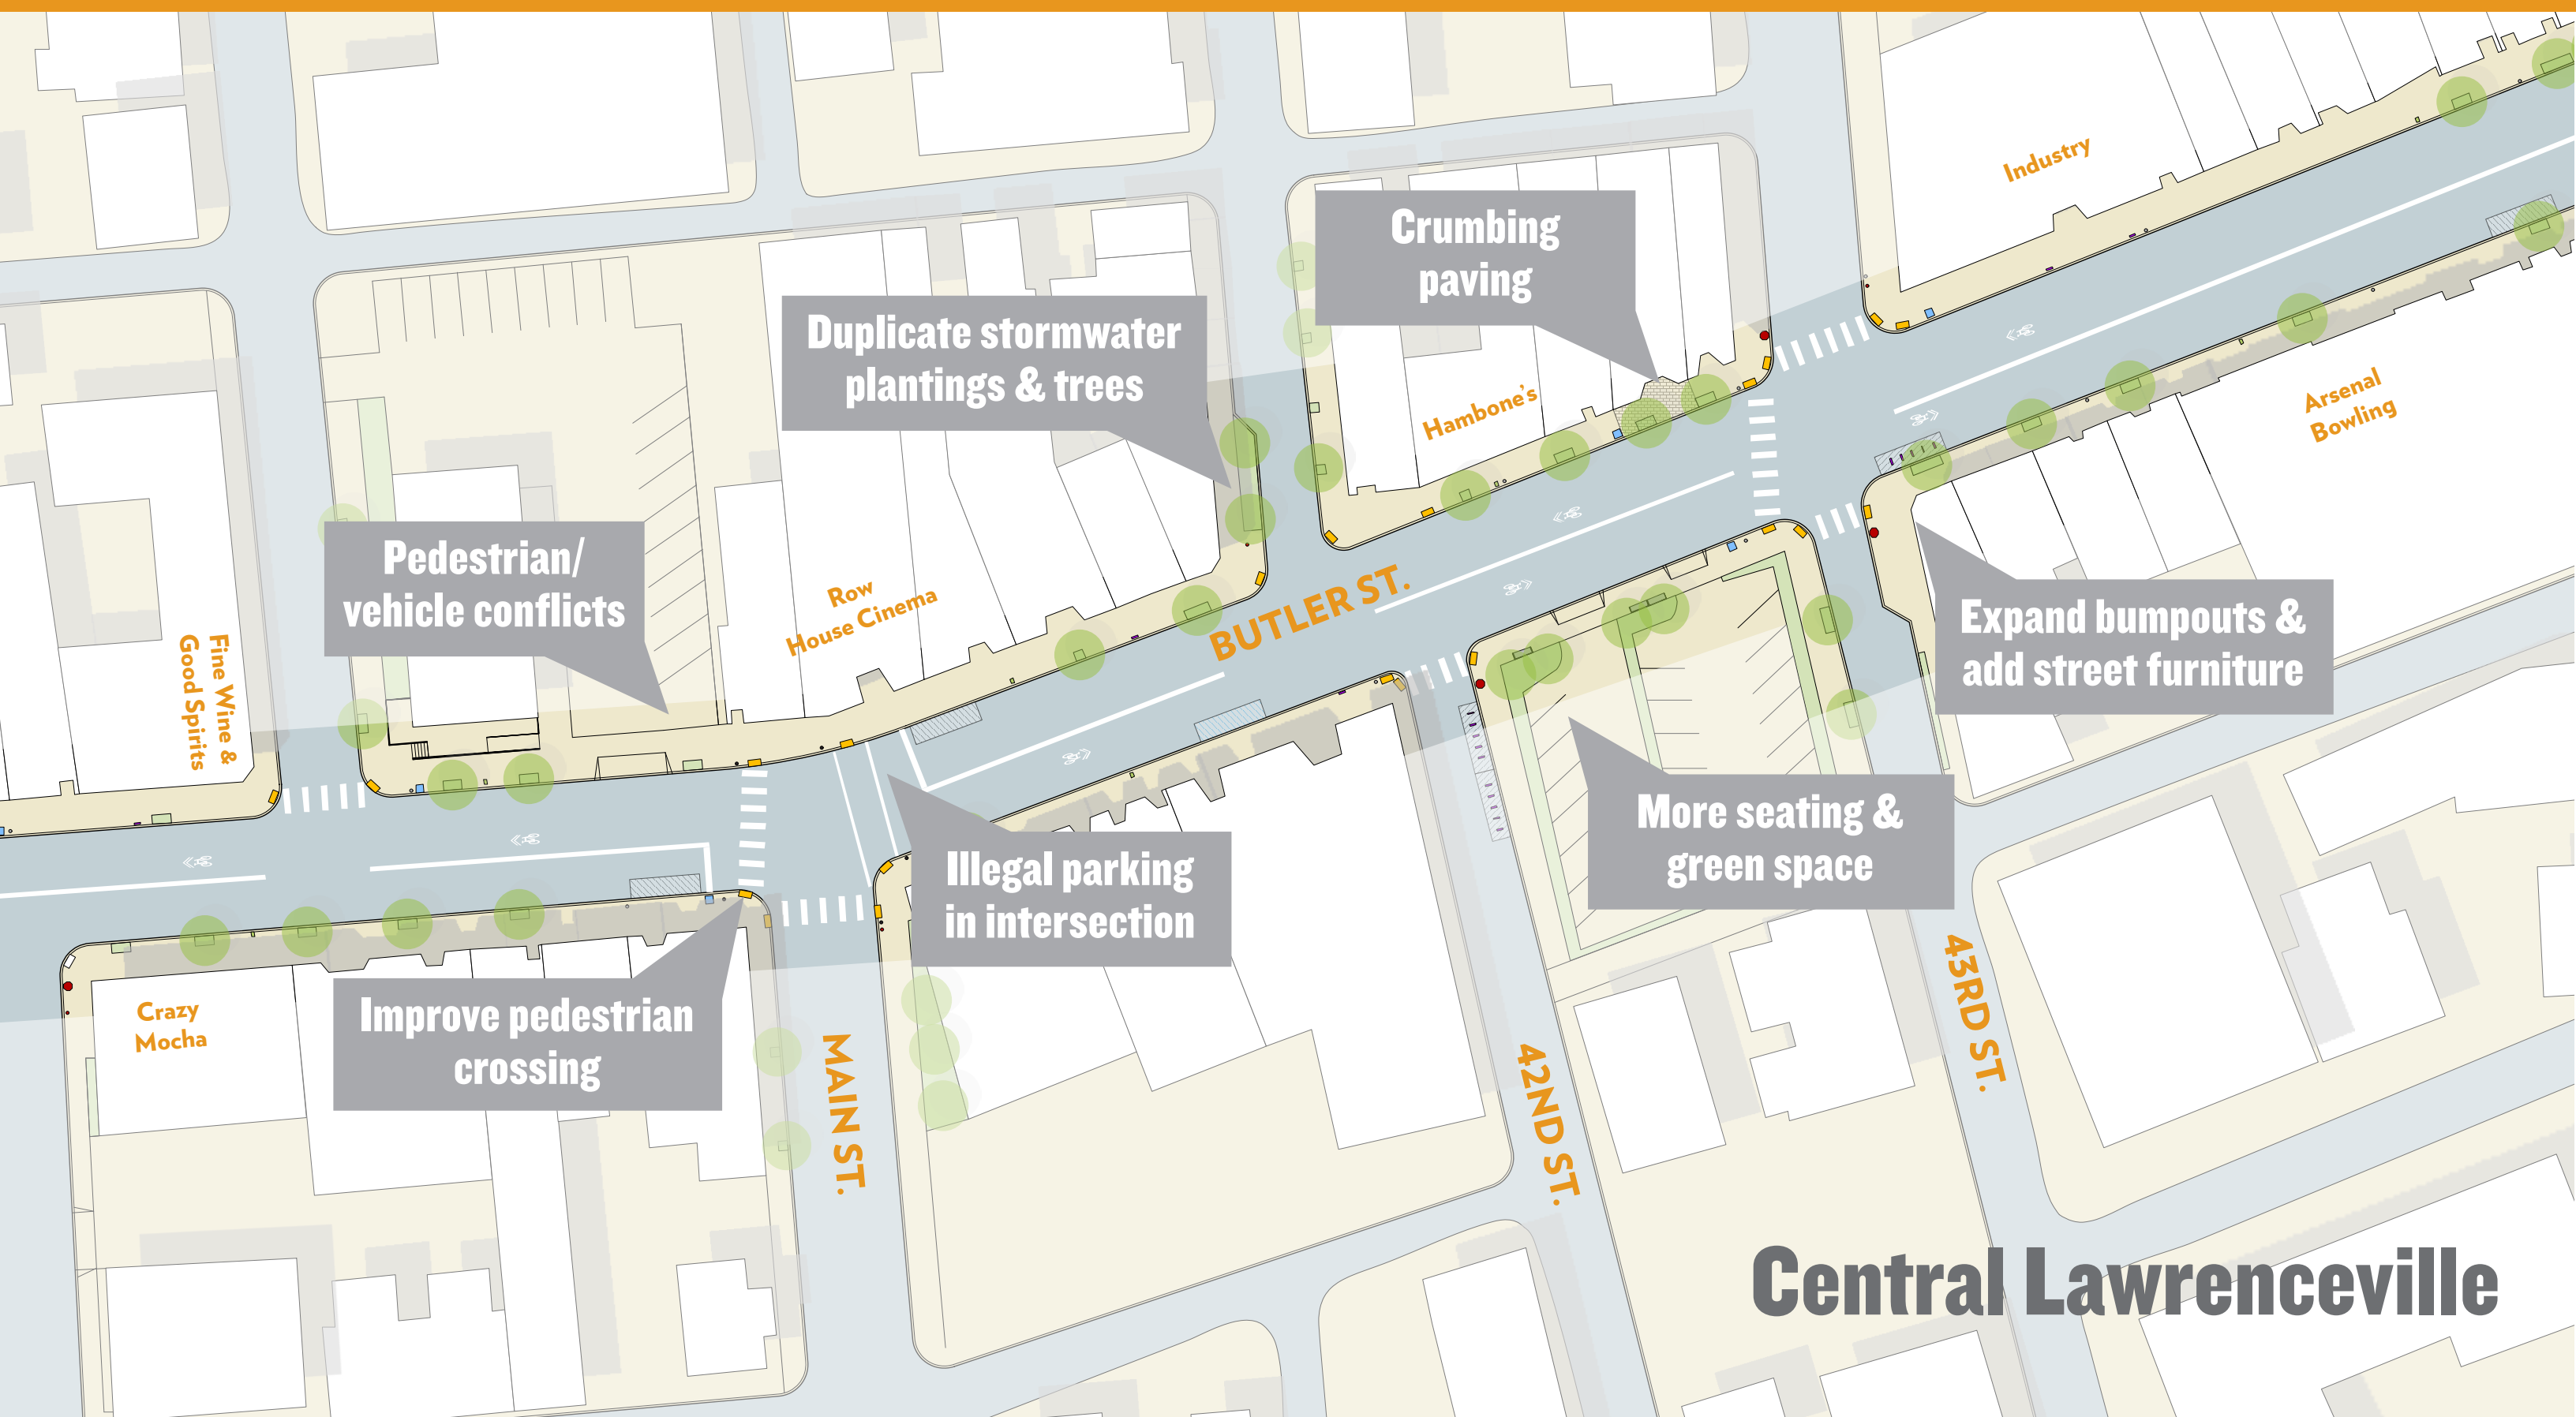 Industry
Crumbing
paving
Duplicate stormwater
plantings & trees
Hambone's
Arsenal
Bowling
Pedestrian/
vehicle conflicts
Row
House Cinema
BUTLER ST.
Expand bumpouts &
add street furniture
Fine Wine &
Good Spirits
More seating &
green space
Illegal parking
in intersection
Improve pedestrian
crossing
Crazy
Mocha
MAIN ST.
42ND ST.
43RD ST.
Central Lawrenceville